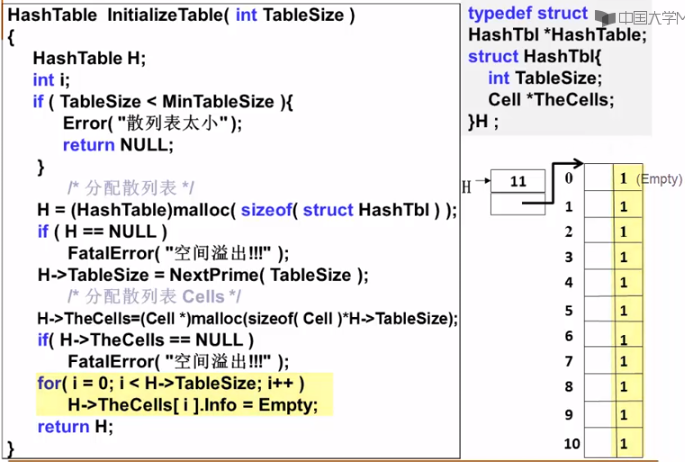 HashTable InitializeTable( int TableSize )
{
HashTable H;
int i;
if ( TableSize < MinTableSize ){
Error( "散列表太小" );
return NULL;
}
/* 分配散列表 */
H = (HashTable)malloc( sizeof( struct HashTbl ) );
if ( H == NULL )
FatalError( "空间溢出!!!" );
H->TableSize = NextPrime( TableSize );
/* 分配散列表 Cells */
H->TheCells=(Cell *)malloc(sizeof( Cell )*H->TableSize);
if( H->TheCells == NULL )
FatalError( "空间溢出!!!" );
for( i = 0; i < H->TableSize; i++ )
H->TheCells[ i ].Info = Empty;
return H;
}
typedef struct
中国大学M
HashTbl *HashTable;
struct HashTbl{
int TableSize;
Cell *TheCells;
}H ;
H
11
0 1 (Empty)
1 1
2 1
3 1
4 1
5 1
6 1
7 1
8 1
9 1
10 1